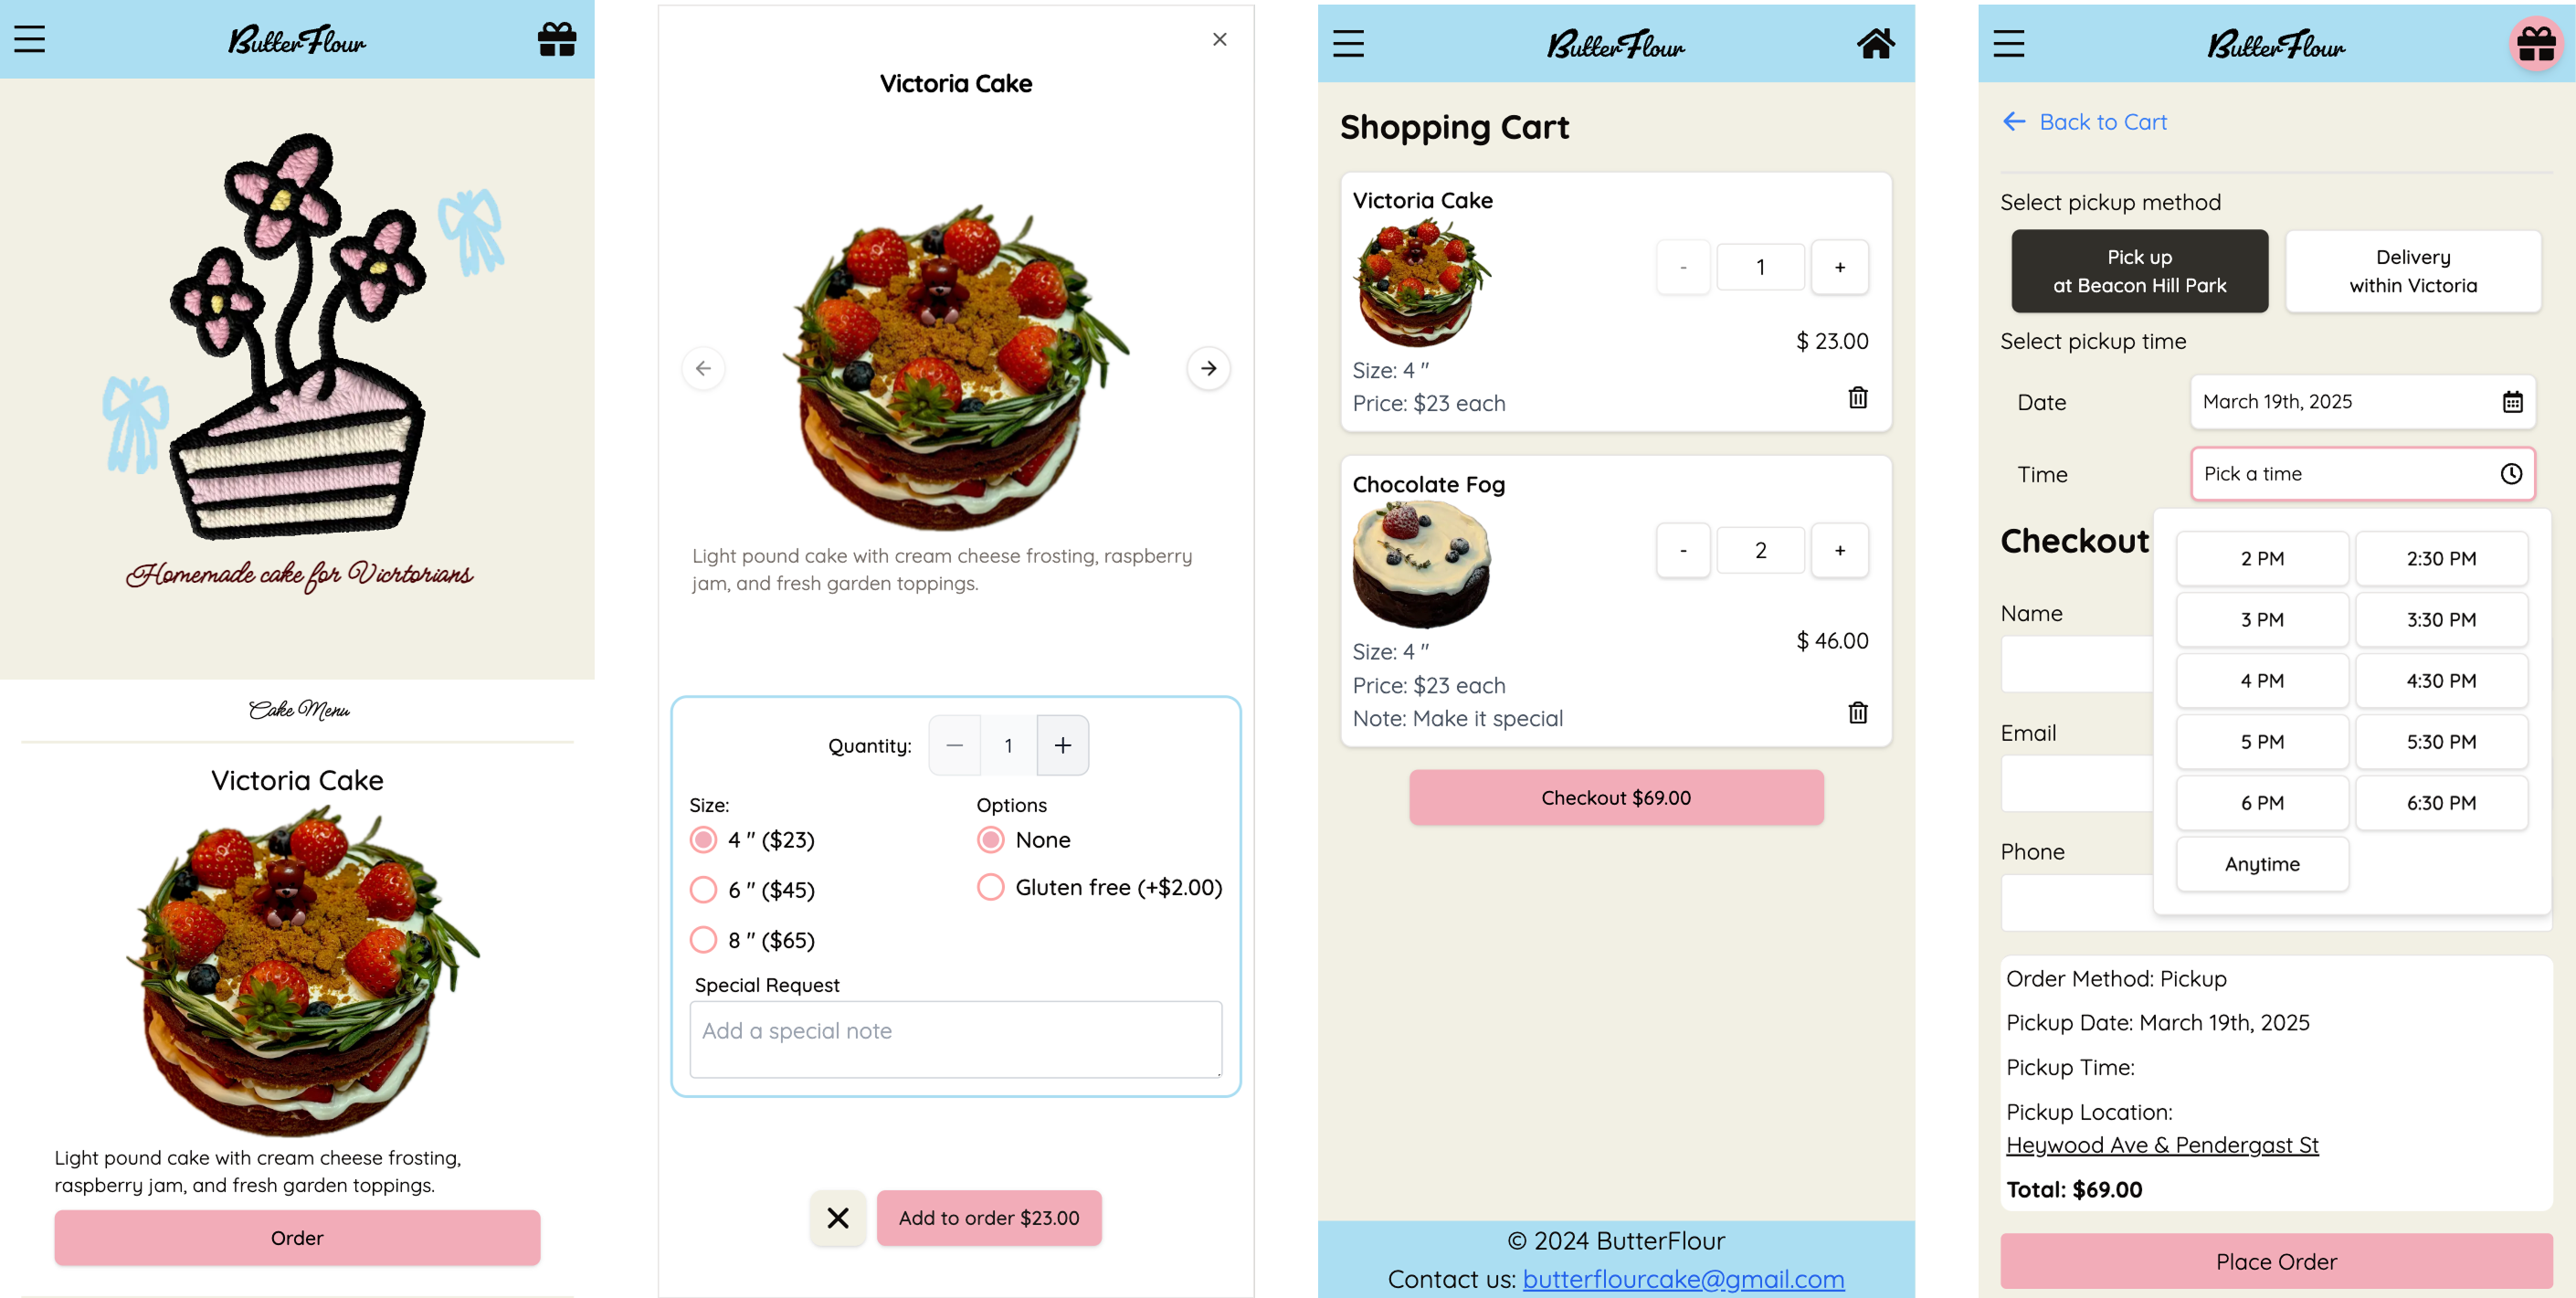 ButterFlour
Homemade cake for Vicrtorians
Cake Menu
Victoria Cake
Light pound cake with cream cheese frosting,
raspberry jam, and fresh garden toppings.
Order
Victoria Cake
Light pound cake with cream cheese frosting, raspberry
jam, and fresh garden toppings.
Quantity: 1
Size:
4 " ($23)
6 " ($45)
8 " ($65)
Options
None
Gluten free (+$2.00)
Special Request
Add a special note
Add to order $23.00
ButterFlour
Shopping Cart
Victoria Cake
- 1 +
$ 23.00
Size: 4 "
Price: $23 each
Chocolate Fog
- 2 +
$ 46.00
Size: 4 "
Price: $23 each
Note: Make it special
Checkout $69.00
© 2024 ButterFlour
Contact us: butterflourcake@gmail.com
ButterFlour
Back to Cart
Select pickup method
Pick up
at Beacon Hill Park
Delivery
within Victoria
Select pickup time
Date March 19th, 2025
Time Pick a time
2 PM 2:30 PM
3 PM 3:30 PM
4 PM 4:30 PM
5 PM 5:30 PM
6 PM 6:30 PM
Anytime
Checkout
Name
Email
Phone
Order Method: Pickup
Pickup Date: March 19th, 2025
Pickup Time:
Pickup Location:
Heywood Ave & Pendergast St
Total: $69.00
Place Order